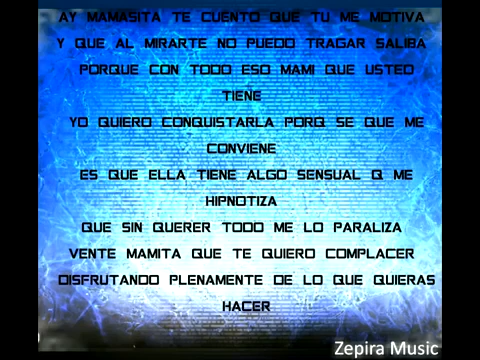 AY MAMASITA TE CUENTO QUE TU ME MOTIVA
Y QUE AL MIRARTE NO PUEDO TRAGAR SALIBA
PORQUE CON TODO ESO MAMI QUE USTED
TIENE
YO QUIERO CONQUISTARLA PORQ SE QUE ME
CONVIENE
ES QUE ELLA TIENE ALGO SENSUAL Q ME
HIPNOTIZA
QUE SIN QUERER TODO ME LO PARALIZA
VENTE MAMITA QUE TE QUIERO COMPLACER
DISFRUTANDO PLENAMENTE DE LO QUE QUIERAS
HACER
Zepira Music